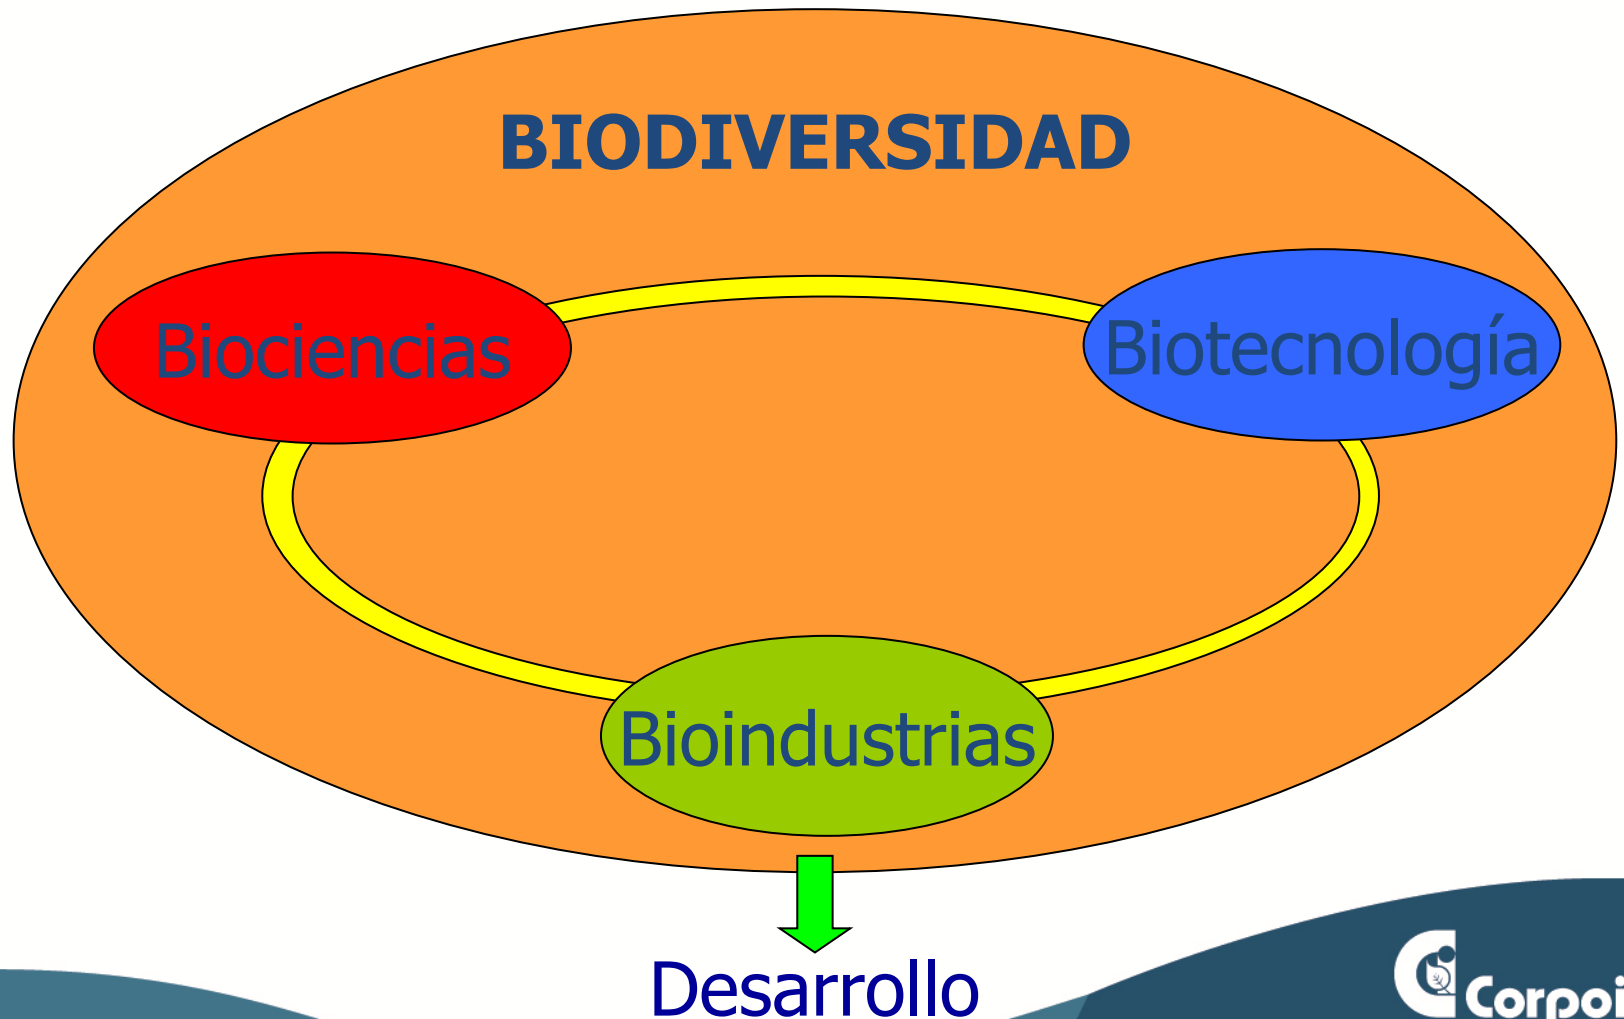 BIODIVERSIDAD
Biociencias
Biotecnología
Bioindustrias
Desarrollo